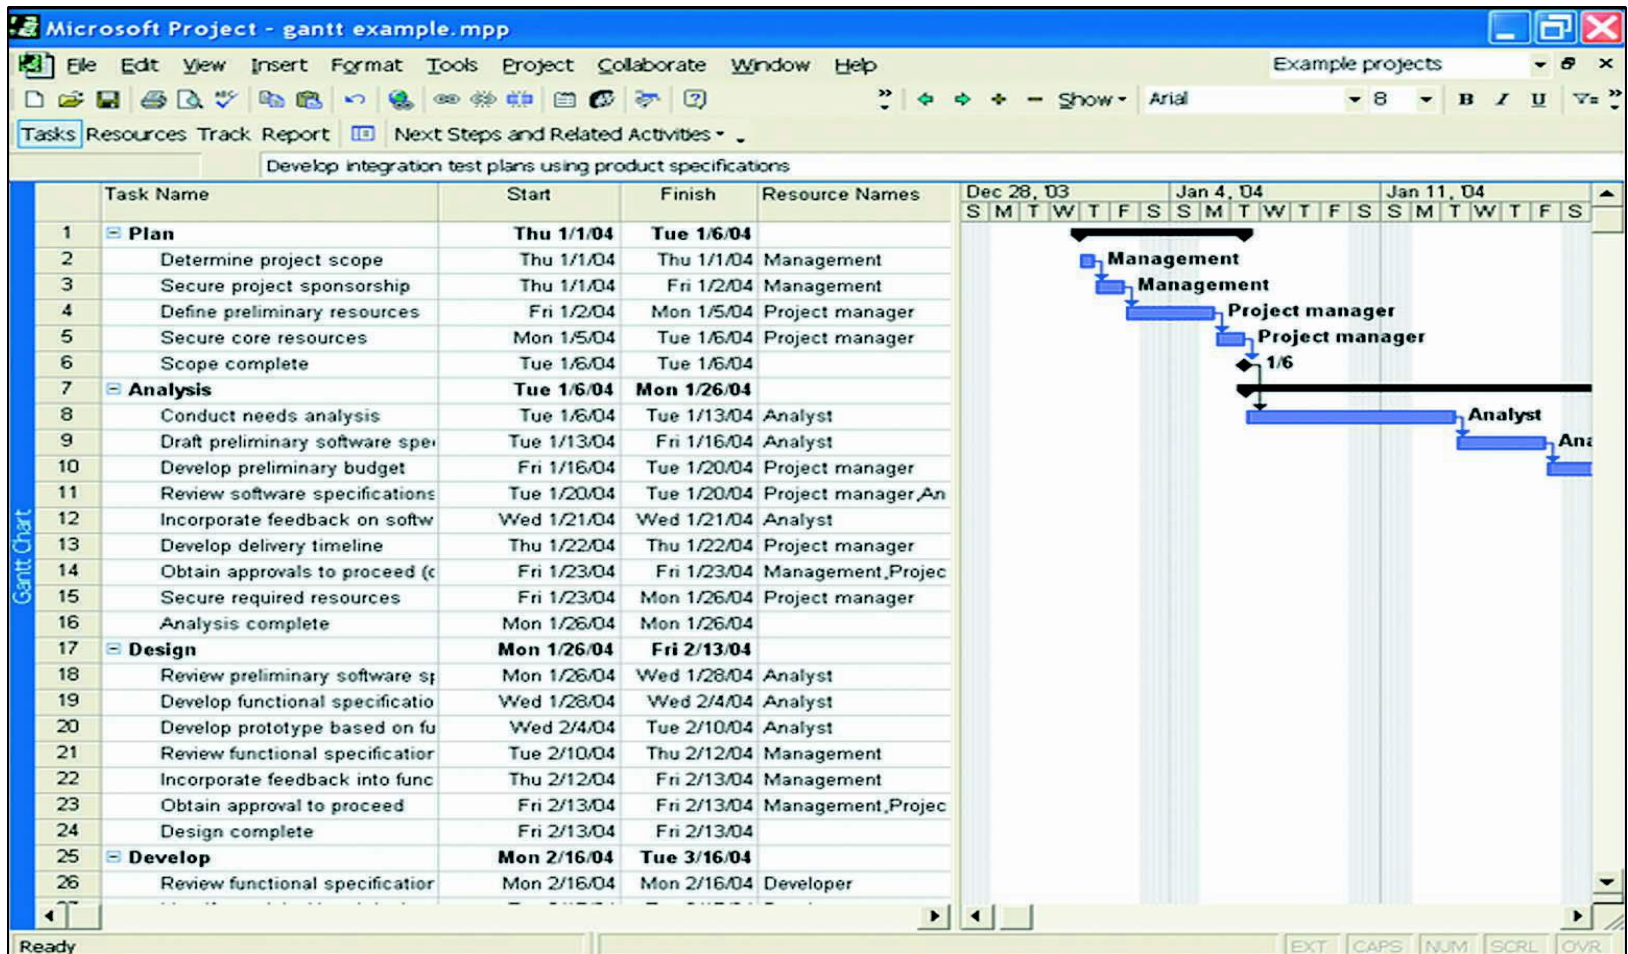 Microsoft Project - gantt example.mpp
File Edit View Insert Format Tools Project Collaborate Window Help Example projects
Show Arial 8 B I U
Tasks Resources Track Report Next Steps and Related Activities
Develop integration test plans using product specifications
Task Name Start Finish Resource Names Dec 28, '03 Jan 4, '04 Jan 11, '04
S M T W T F S S M T W T F S S M T W T F S
1 Plan Thu 1/1/04 Tue 1/6/04
2 Determine project scope Thu 1/1/04 Thu 1/1/04 Management Management
3 Secure project sponsorship Thu 1/1/04 Fri 1/2/04 Management Management
4 Define preliminary resources Fri 1/2/04 Mon 1/5/04 Project manager Project manager
5 Secure core resources Mon 1/5/04 Tue 1/6/04 Project manager Project manager
6 Scope complete Tue 1/6/04 Tue 1/6/04 1/6
7 Analysis Tue 1/6/04 Mon 1/26/04
8 Conduct needs analysis Tue 1/6/04 Tue 1/13/04 Analyst Analyst
9 Draft preliminary software spe Tue 1/13/04 Fri 1/16/04 Analyst Ana
10 Develop preliminary budget Fri 1/16/04 Tue 1/20/04 Project manager
11 Review software specifications Tue 1/20/04 Tue 1/20/04 Project manager,An
12 Incorporate feedback on softw Wed 1/21/04 Wed 1/21/04 Analyst
13 Develop delivery timeline Thu 1/22/04 Thu 1/22/04 Project manager
14 Obtain approvals to proceed (c Fri 1/23/04 Fri 1/23/04 Management,Projec
15 Secure required resources Fri 1/23/04 Mon 1/26/04 Project manager
16 Analysis complete Mon 1/26/04 Mon 1/26/04
17 Design Mon 1/26/04 Fri 2/13/04
18 Review preliminary software sp Mon 1/26/04 Wed 1/28/04 Analyst
19 Develop functional specificatio Wed 1/28/04 Wed 2/4/04 Analyst
20 Develop prototype based on fu Wed 2/4/04 Tue 2/10/04 Analyst
21 Review functional specification Tue 2/10/04 Thu 2/12/04 Management
22 Incorporate feedback into func Thu 2/12/04 Fri 2/13/04 Management
23 Obtain approval to proceed Fri 2/13/04 Fri 2/13/04 Management,Projec
24 Design complete Fri 2/13/04 Fri 2/13/04
25 Develop Mon 2/16/04 Tue 3/16/04
26 Review functional specification Mon 2/16/04 Mon 2/16/04 Developer
Gantt Chart
Ready EXT CAPS NUM SCRL OVR